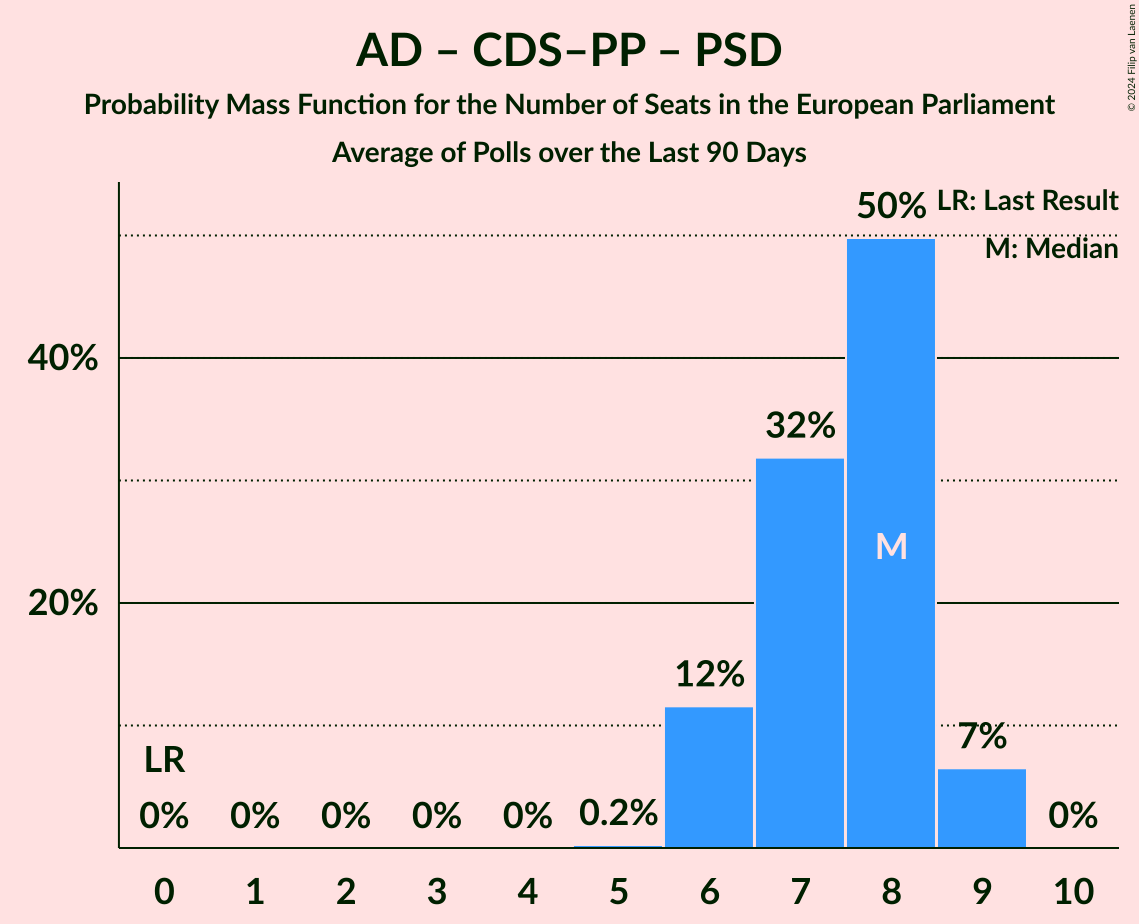 AD – CDS–PP – PSD
Probability Mass Function for the Number of Seats in the European Parliament
Average of Polls over the Last 90 Days
© 2024 Filip van Laenen
LR: Last Result
M: Median
50%
40%
32%
M
20%
12%
7%
LR
0% 0% 0% 0% 0% 0.2% 0%
0 1 2 3 4 5 6 7 8 9 10